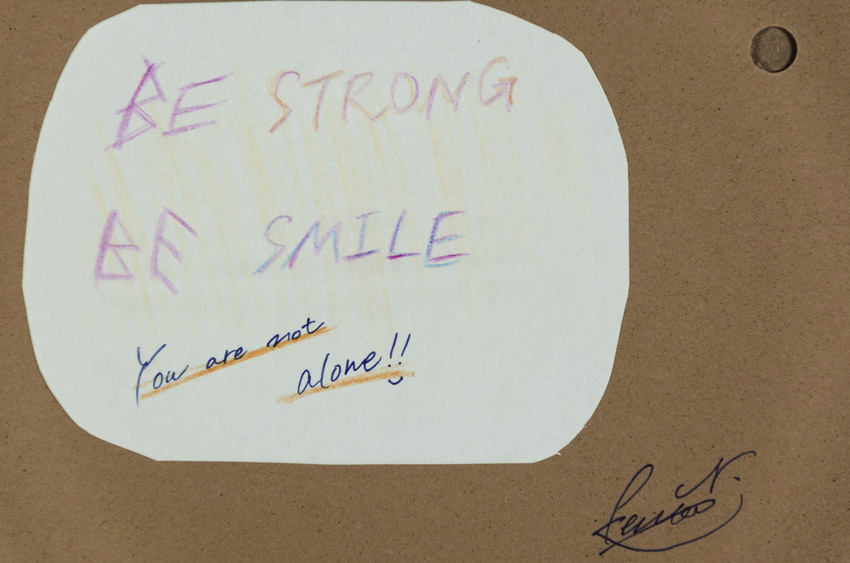 BE STRONG
BE SMILE
You are not
alone!!